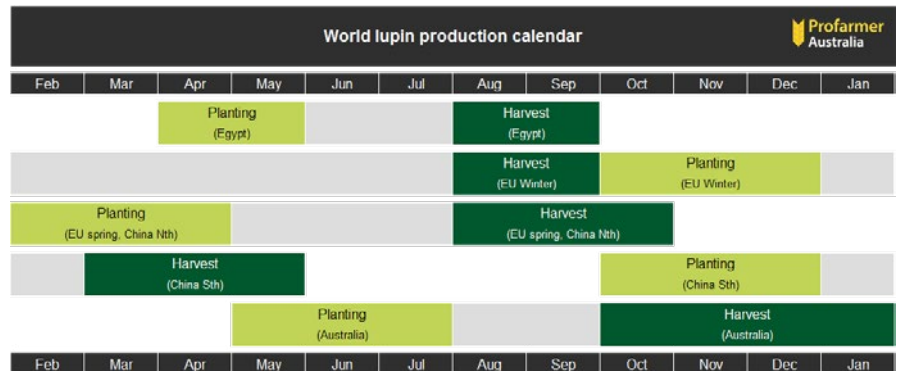 World lupin production calendar
Profarmer
Australia
Feb Mar Apr May Jun Jul Aug Sep Oct Nov Dec Jan
Planting Harvest
(Egypt) (Egypt)
Harvest Planting
(EU Winter) (EU Winter)
Planting Harvest
(EU spring, China Nth) (EU spring, China Nth)
Harvest Planting
(China Sth) (China Sth)
Planting Harvest
(Australia) (Australia)
Feb Mar Apr May Jun Jul Aug Sep Oct Nov Dec Jan